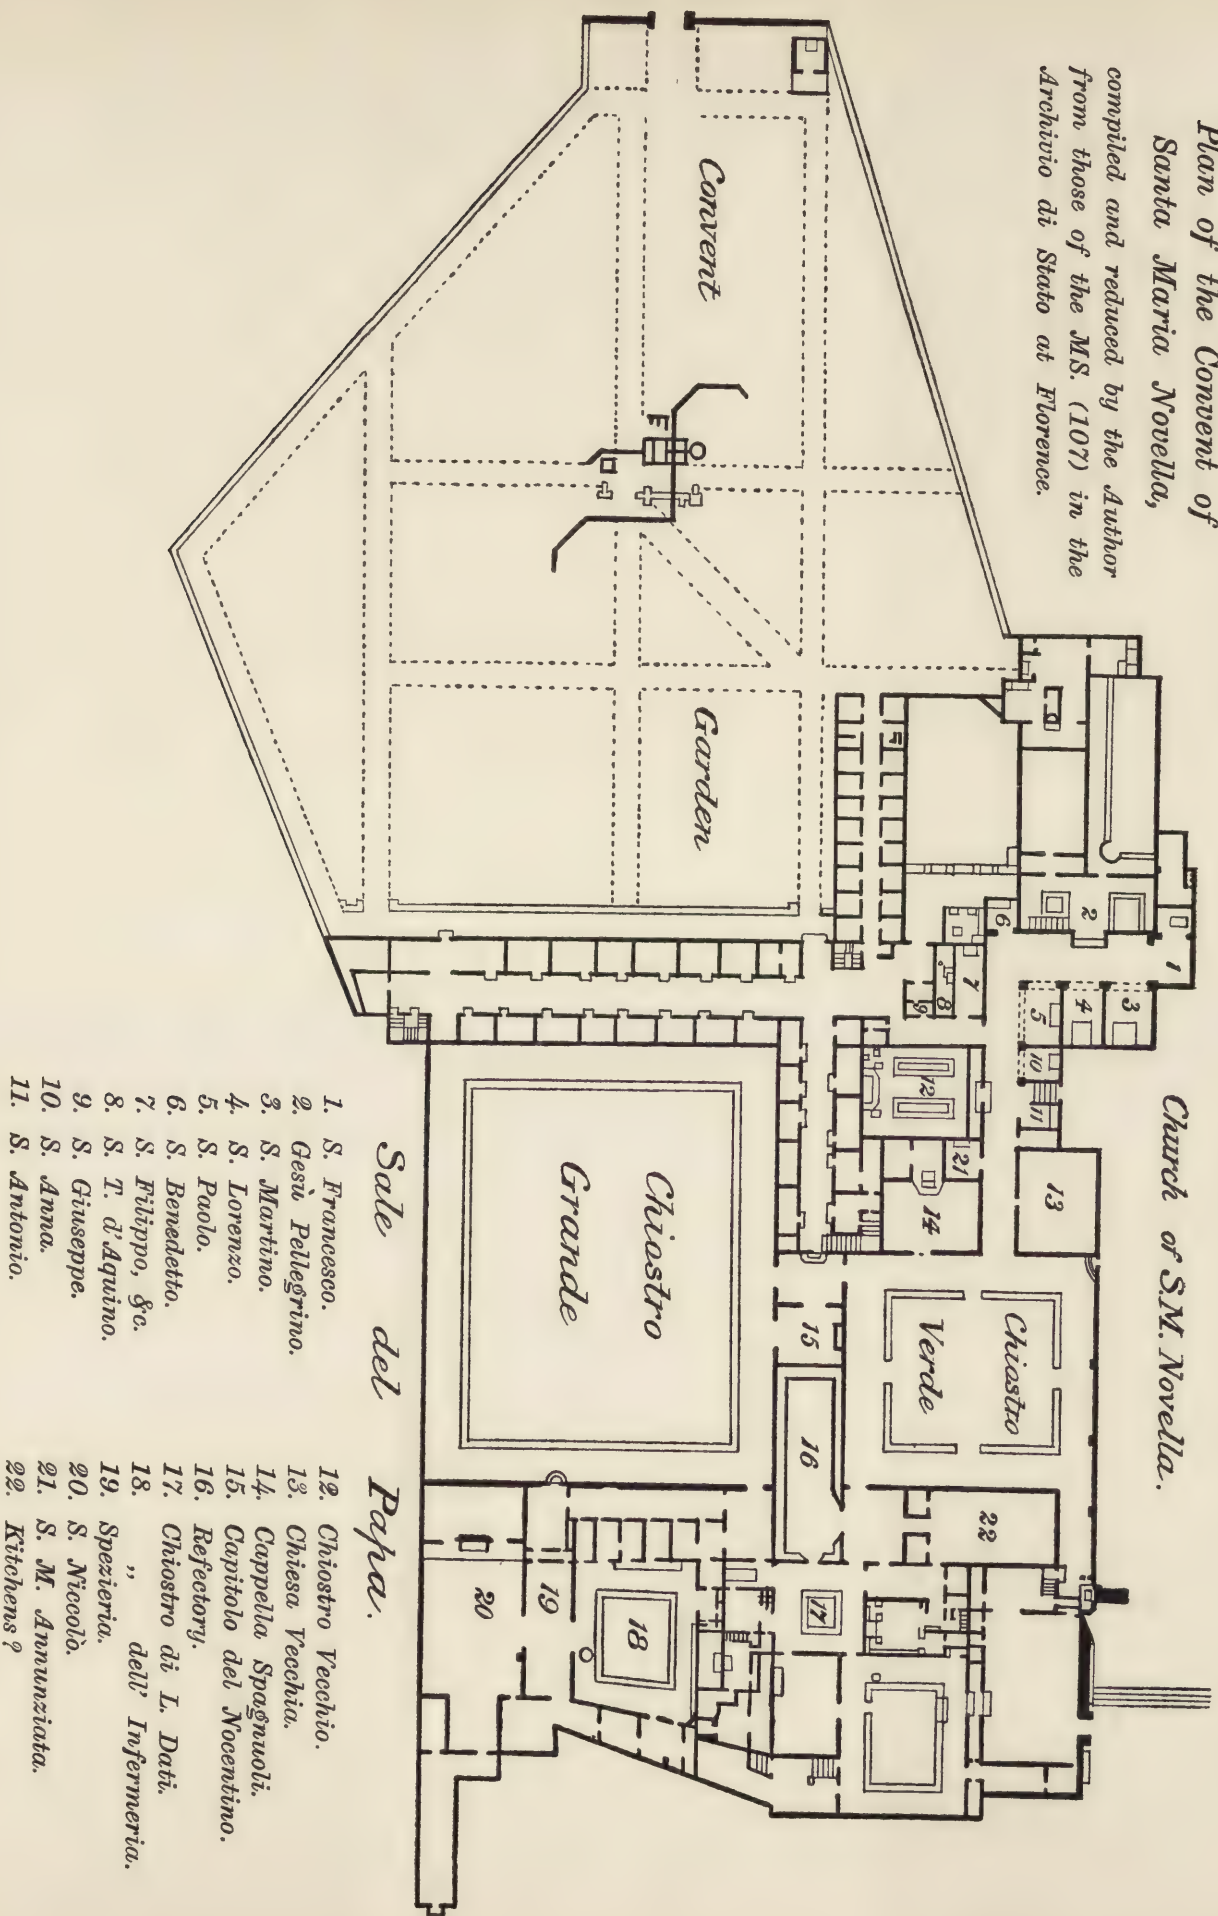 Plan of the Convent of
Santa Maria Novella,
compiled and reduced by the Author
from those of the MS. (107) in the
Archivio di Stato at Florence.
Church of S.M. Novella.
Convent
Garden
Chiostro
Verde
Chiostro
Grande
1
2
3
4
5
6
7
8
9
10
11
12
13
14
15
16
17
18
19
20
21
22
Sale del Papa.
1. S. Francesco.
2. Gesù Pellegrino.
3. S. Martino.
4. S. Lorenzo.
5. S. Paolo.
6. S. Benedetto.
7. S. Filippo, &c.
8. S. T. d'Aquino.
9. S. Giuseppe.
10. S. Anna.
11. S. Antonio.
12. Chiostro Vecchio.
13. Chiesa Vecchia.
14. Cappella Spagnuoli.
15. Capitolo del Nocentino.
16. Refectory.
17. Chiostro di L. Dati.
18. „ dell' Infermeria.
19. Spezieria.
20. S. Niccolò.
21. S. M. Annunziata.
22. Kitchens?